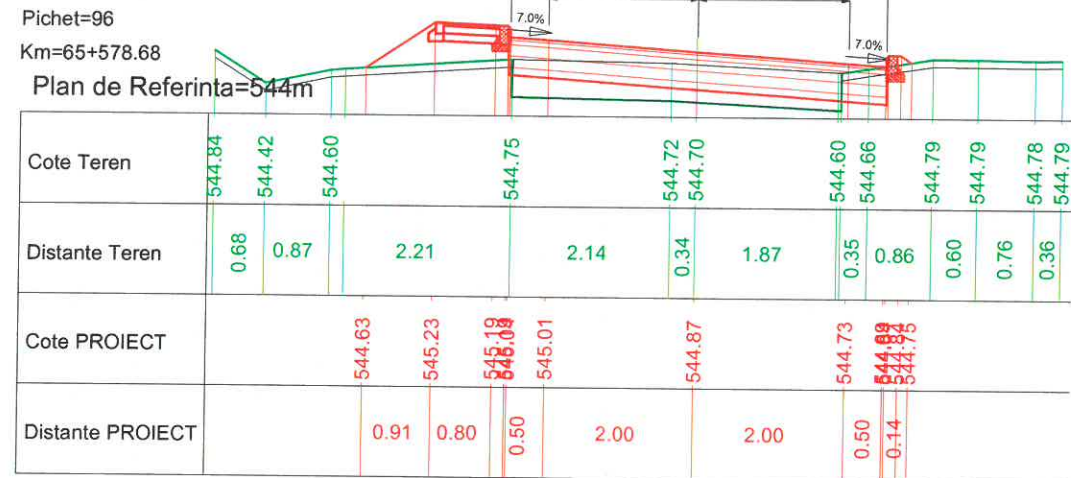 Pichet=96
Km=65+578.68
Plan de Referinta=544m
7.0%
7.0%
Cote Teren 544.84 544.42 544.60 544.75 544.72 544.70 544.60 544.66 544.79 544.79 544.78 544.79
Distante Teren 0.68 0.87 2.21 2.14 0.34 1.87 0.35 0.86 0.60 0.76 0.36
Cote PROIECT 544.63 545.23 545.19 545.01 544.87 544.73 544.84 544.75
Distante PROIECT 0.91 0.80 0.50 2.00 2.00 0.50 0.14